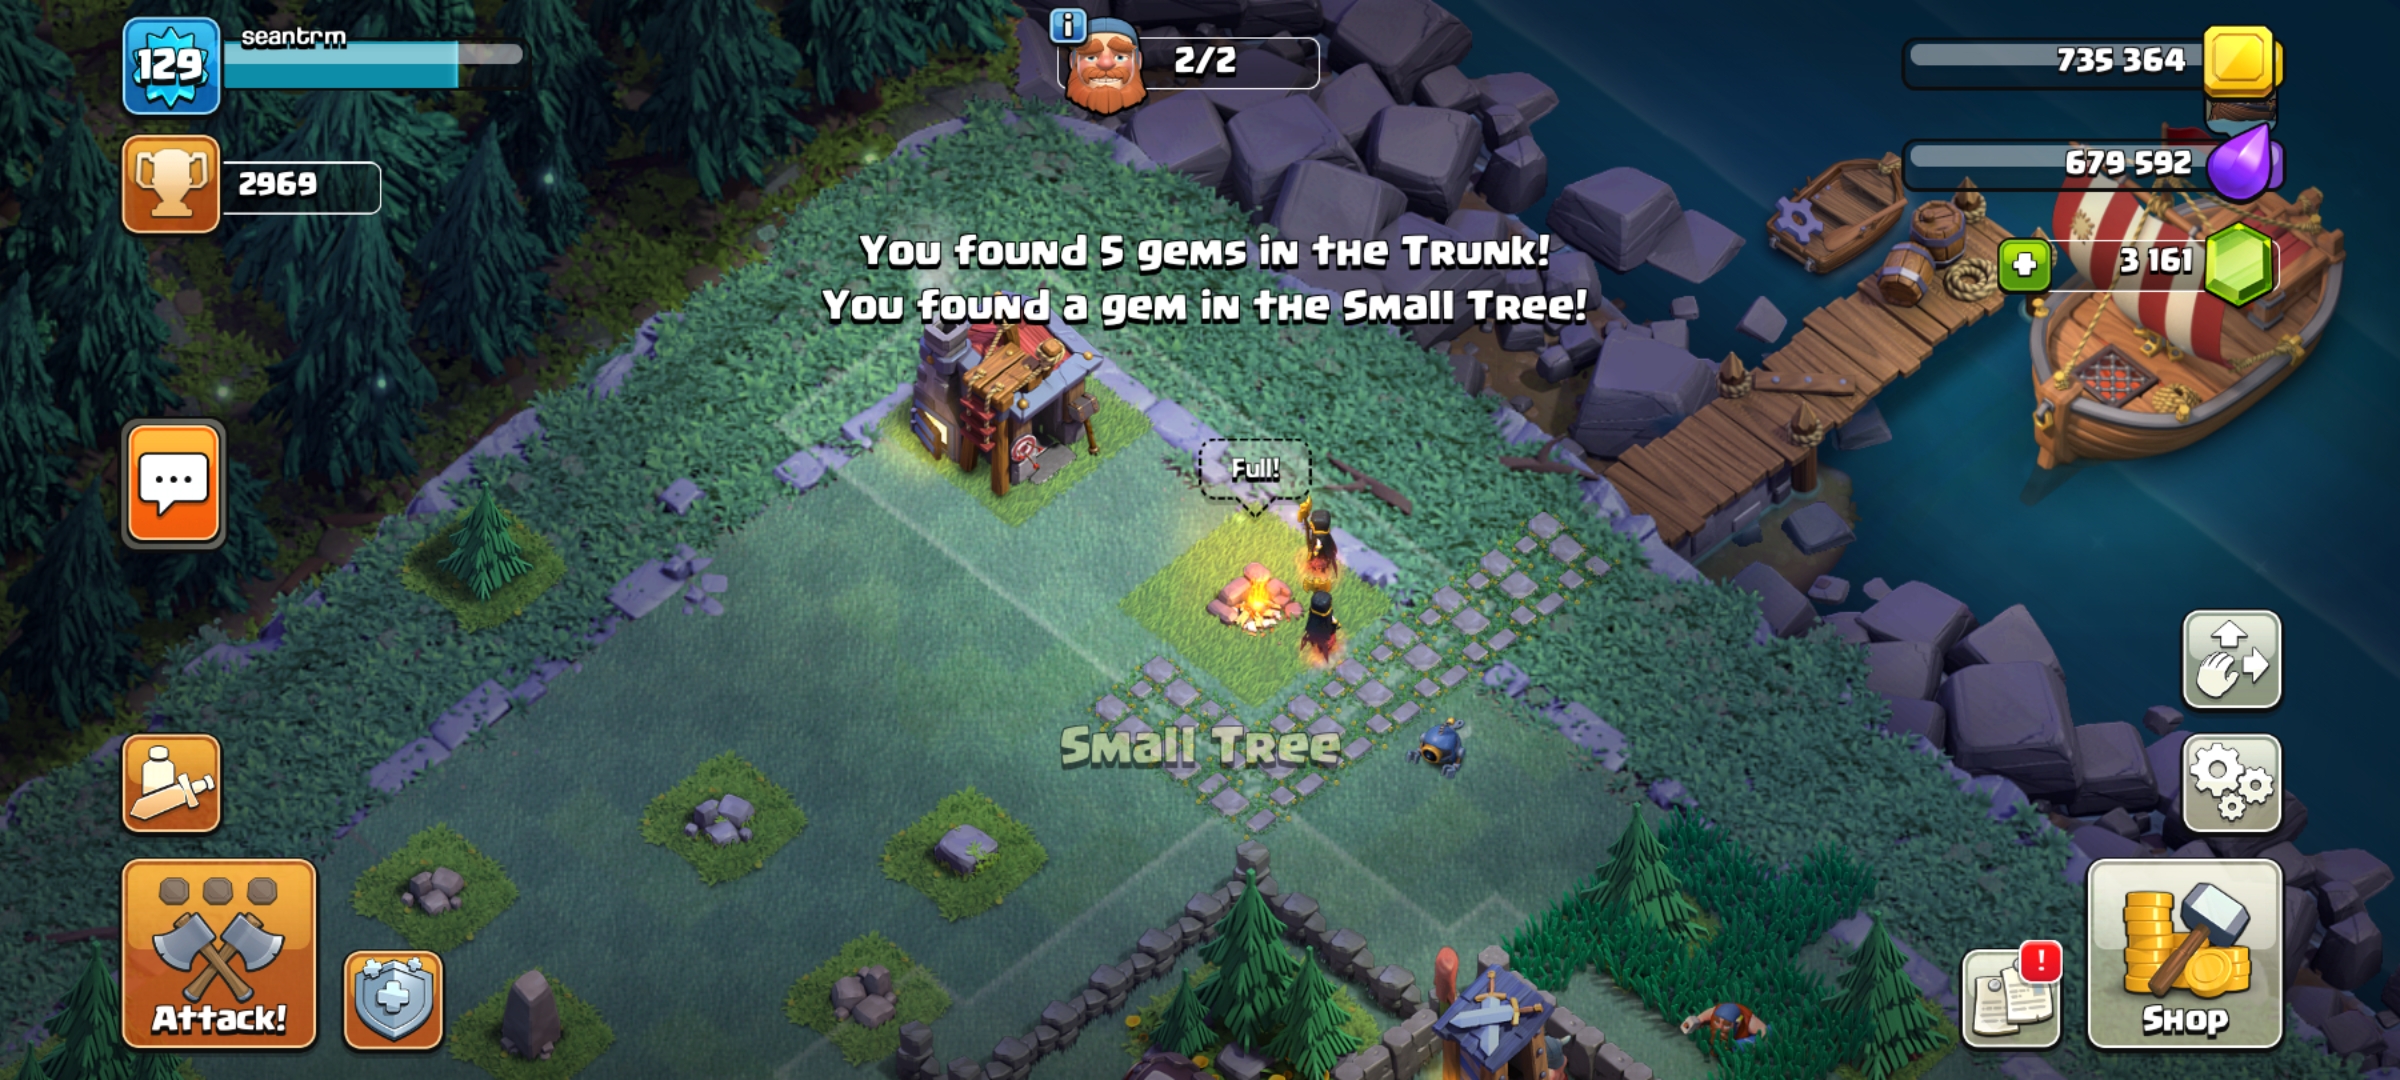 129
seantrm
2/2
735 364
2969
679 592
3 161
You found 5 gems in the Trunk!
You found a gem in the Small Tree!
Full!
Small Tree
Attack!
Shop